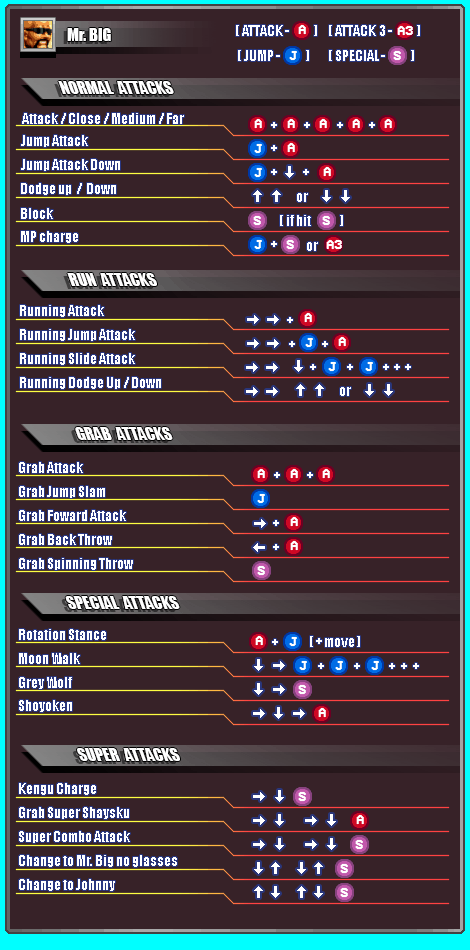 Mr. BIG
[ ATTACK - A ] [ ATTACK 3 - A3 ]
[ JUMP - J ] [ SPECIAL - S ]
NORMAL ATTACKS
Attack / Close / Medium / Far A + A + A + A + A
Jump Attack J + A
Jump Attack Down J + ↓ + A
Dodge up / Down ↑ ↑ or ↓ ↓
Block S [ if hit S ]
MP charge J + S or A3
RUN ATTACKS
Running Attack → → + A
Running Jump Attack → → + J + A
Running Slide Attack → → ↓ + J + J + + +
Running Dodge Up / Down → → ↑ ↑ or ↓ ↓
GRAB ATTACKS
Grab Attack A + A + A
Grab Jump Slam J
Grab Foward Attack → + A
Grab Back Throw ← + A
Grab Spinning Throw S
SPECIAL ATTACKS
Rotation Stance A + J [ + move ]
Moon Walk ↓ → J + J + J + + +
Grey Wolf ↓ → S
Shoyoken → ↓ → A
SUPER ATTACKS
Kengu Charge → ↓ S
Grab Super Shaysku → ↓ → ↓ A
Super Combo Attack → ↓ → ↓ S
Change to Mr. Big no glasses ↓ ↑ ↓ ↑ S
Change to Johnny ↑ ↓ ↑ ↓ S